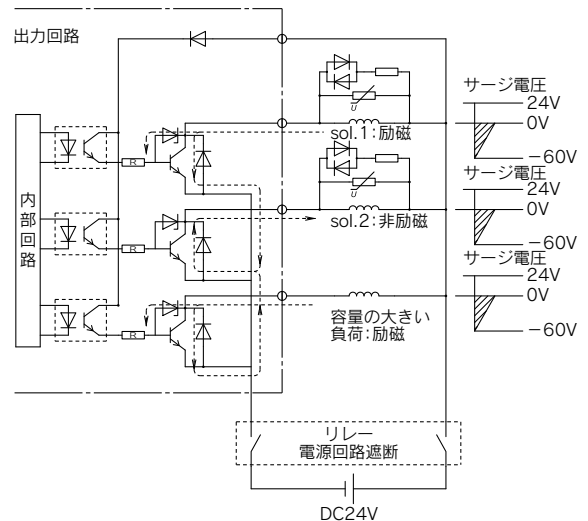 出力回路
サージ電圧
24V
0V
−60V
U
sol.1:励磁
R
サージ電圧
24V
0V
−60V
U
sol.2:非励磁
R
内部回路
サージ電圧
24V
0V
−60V
容量の大きい
負荷:励磁
R
リレー
電源回路遮断
DC24V